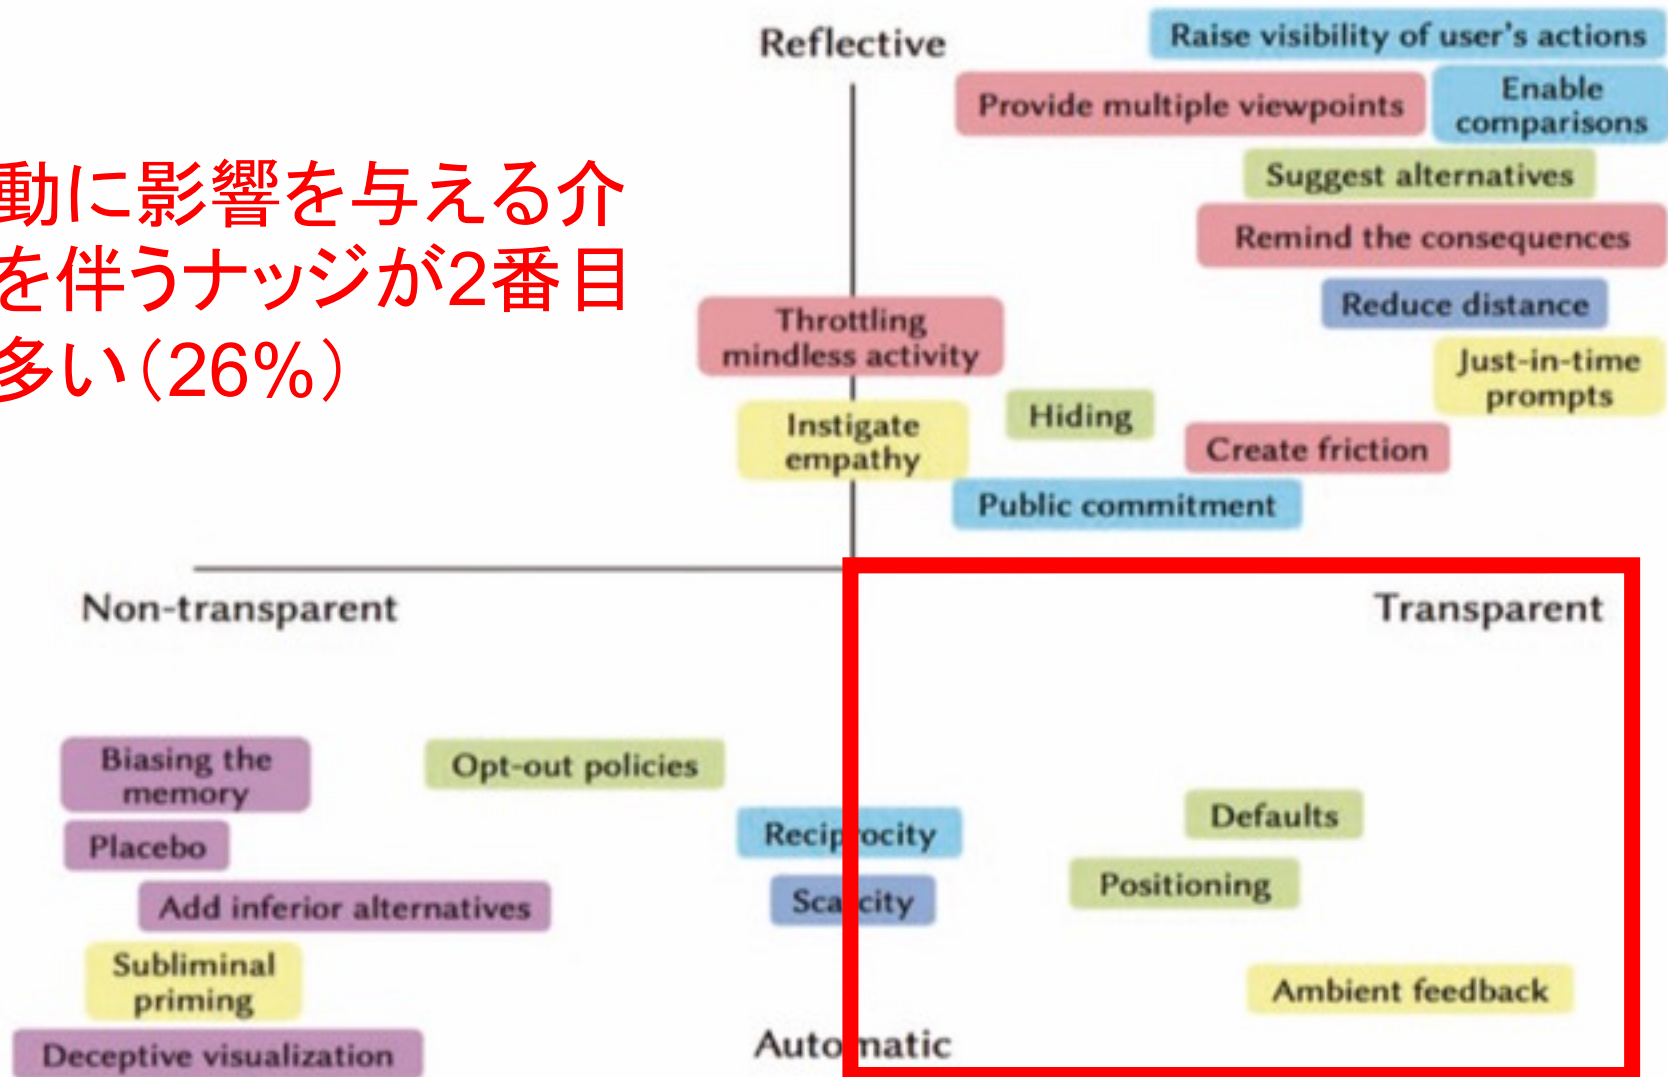 Reflective
Raise visibility of user's actions
Provide multiple viewpoints
Enable
comparisons
Suggest alternatives
Remind the consequences
Reduce distance
Just-in-time
prompts
動に影響を与える介
を伴うナッジが2番目
多い（26%）
Throttling
mindless activity
Instigate
empathy
Hiding
Create friction
Public commitment
Non-transparent
Transparent
Biasing the
memory
Opt-out policies
Placebo
Reciprocity
Defaults
Add inferior alternatives
Scarcity
Positioning
Subliminal
priming
Ambient feedback
Deceptive visualization
Automatic